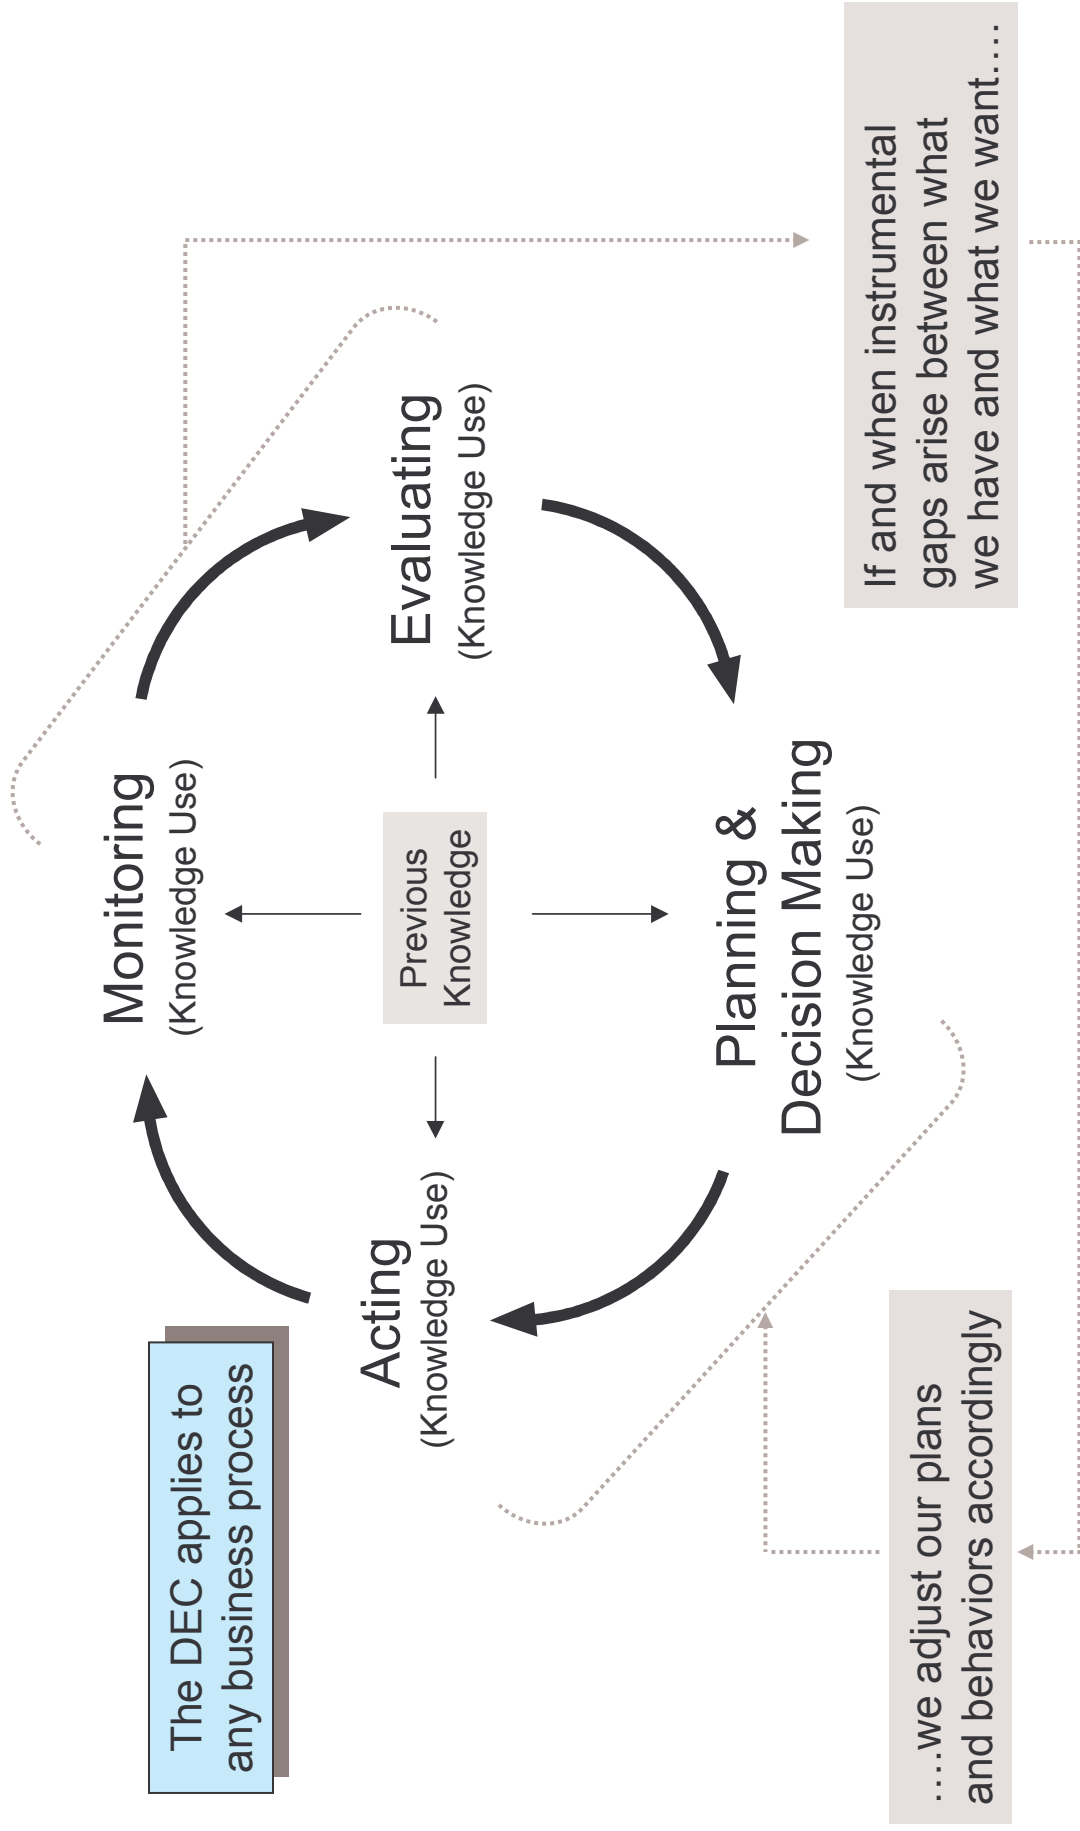 The DEC applies to
any business process
Monitoring
(Knowledge Use)
Acting
(Knowledge Use)
Previous
Knowledge
Evaluating
(Knowledge Use)
Planning &
Decision Making
(Knowledge Use)
….we adjust our plans
and behaviors accordingly
If and when instrumental
gaps arise between what
we have and what we want….